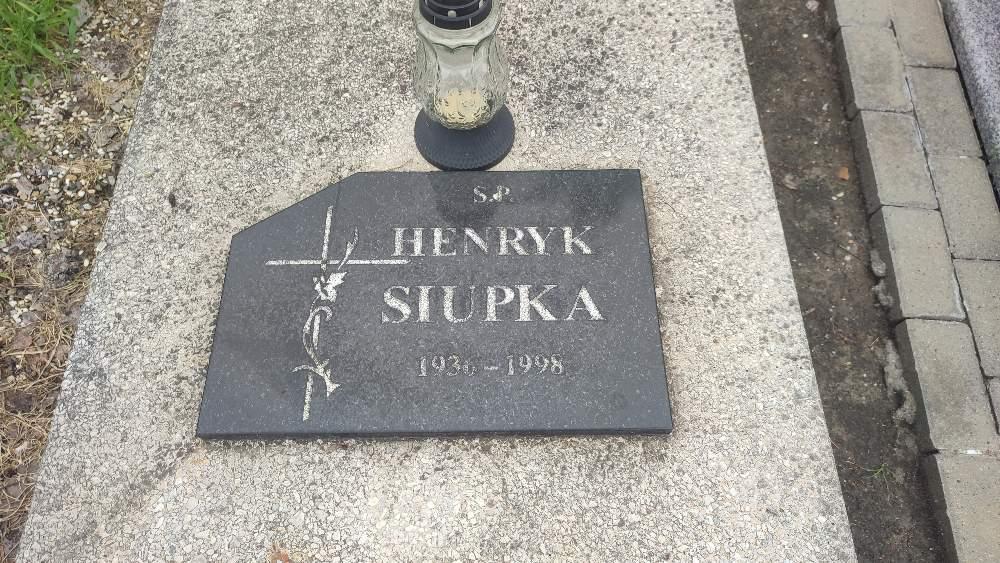 Ś.P.
HENRYK
SIUPKA
1936-1998